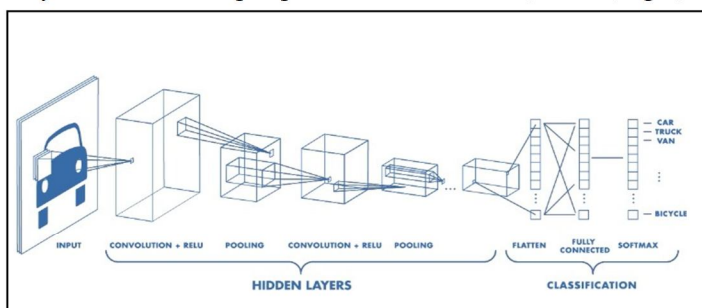 CAR
TRUCK
VAN
BICYCLE
INPUT
CONVOLUTION + RELU
POOLING
CONVOLUTION + RELU
POOLING
FLATTEN
FULLY
CONNECTED
SOFTMAX
HIDDEN LAYERS
CLASSIFICATION